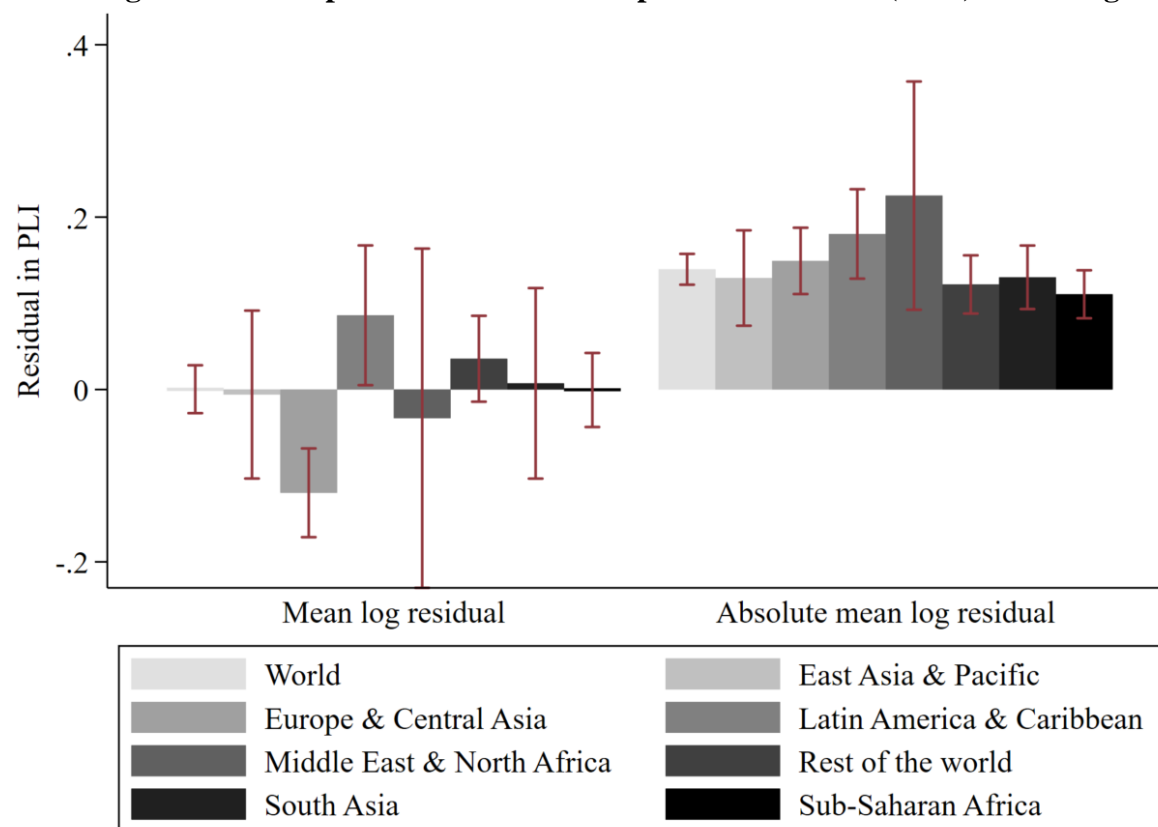 .4
.2
0
-.2
Residual in PLI
Mean log residual Absolute mean log residual
World East Asia & Pacific
Europe & Central Asia Latin America & Caribbean
Middle East & North Africa Rest of the world
South Asia Sub-Saharan Africa